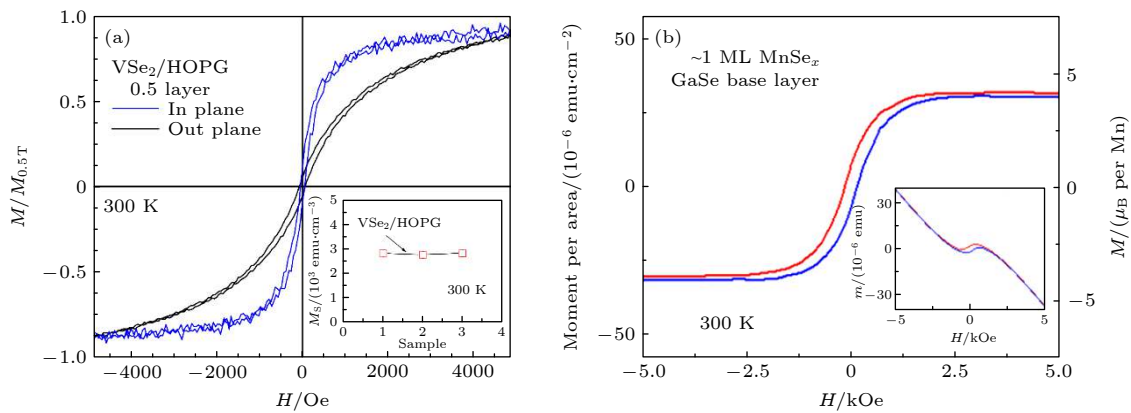 (a)
VSe₂/HOPG
0.5 layer
In plane
Out plane
300 K
M/M₀.₅T
1.0
0.5
0
−0.5
−1.0
−4000
−2000
0
2000
4000
H/Oe
VSe₂/HOPG
300 K
M_S/(10³ emu·cm⁻³)
5
4
3
2
1
0
0
1
2
3
4
Sample
(b)
~1 ML MnSeₓ
GaSe base layer
300 K
Moment per area/(10⁻⁶ emu·cm⁻²)
50
25
0
−25
−50
−5.0
−2.5
0
2.5
5.0
H/kOe
M/(μ_B per Mn)
5
0
−5
m/(10⁻⁶ emu)
30
0
−30
−5
0
5
H/kOe